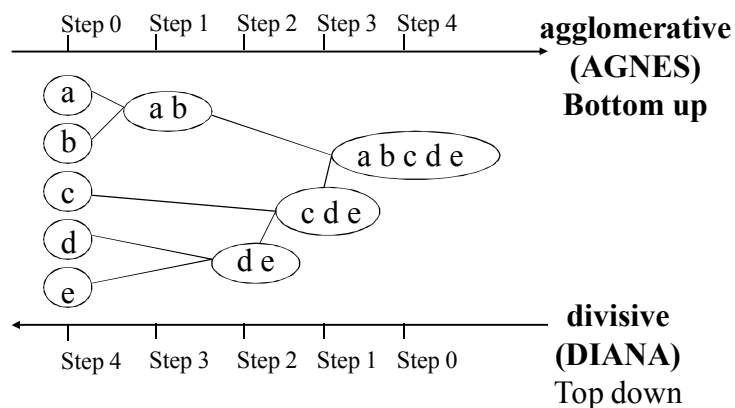 Step 0 Step 1 Step 2 Step 3 Step 4
agglomerative
(AGNES)
Bottom up
a
a b
b
a b c d e
c
c d e
d
d e
e
divisive
(DIANA)
Top down
Step 4 Step 3 Step 2 Step 1 Step 0